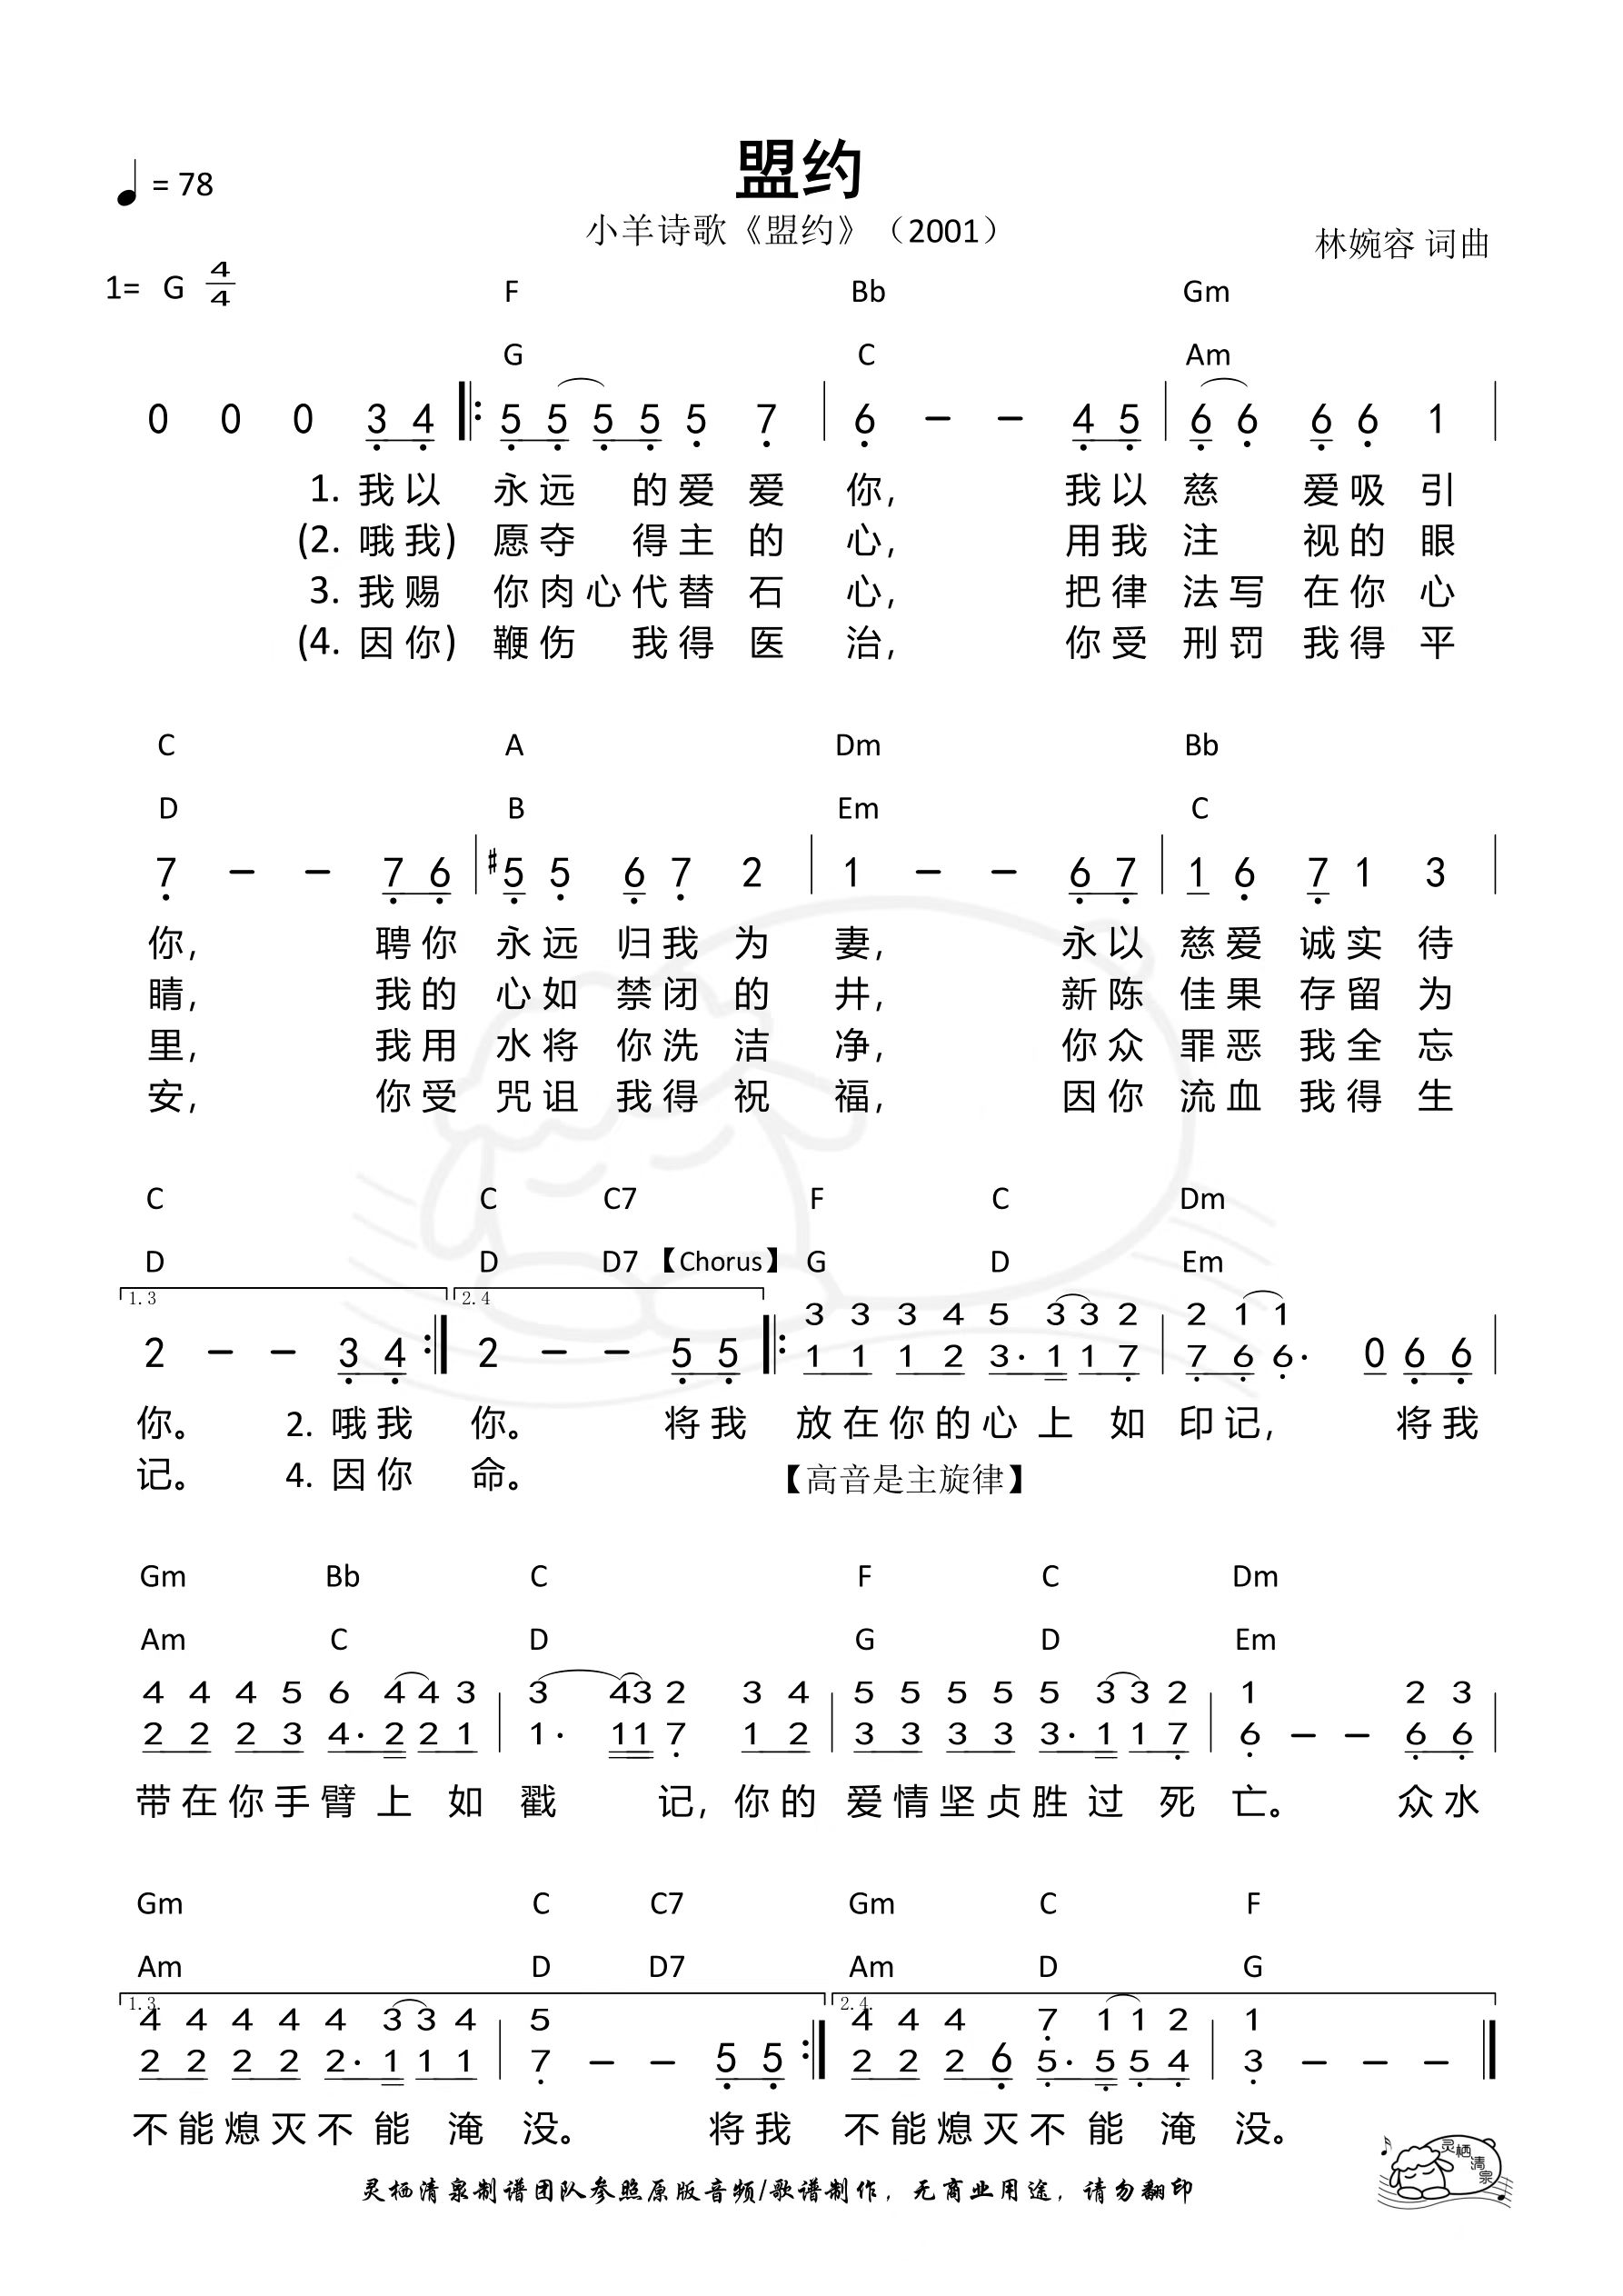 盟约
♩ = 78
小羊诗歌《盟约》（2001）
林婉容 词曲
1= G 4/4
F Bb Gm
G C Am
0 0 0 3 4 5 5 5 5 5 7 6 – – 4 5 6 6 6 6 1
1. 我以 永远 的爱 爱 你, 我以 慈 爱吸 引
(2. 哦我) 愿夺 得主 的 心, 用我 注 视的 眼
3. 我赐 你肉心代替 石 心, 把律 法写 在你 心
(4. 因你) 鞭伤 我得 医 治, 你受 刑罚 我得 平
C A Dm Bb
D B Em C
7 – – 7 6 #5 5 6 7 2 1 – – 6 7 1 6 7 1 3
你, 聘你 永远 归我 为 妻, 永以 慈爱 诚实 待
睛, 我的 心如 禁闭 的 井, 新陈 佳果 存留 为
里, 我用 水将 你洗 洁 净, 你众 罪恶 我全 忘
安, 你受 咒诅 我得 祝 福, 因你 流血 我得 生
C C C7 F C Dm
D D D7 【Chorus】 G D Em
1.3 2.4
3 3 3 4 5 3 3 2 2 1 1
2 – – 3 4 2 – – 5 5 1 1 1 2 3· 1 1 7 7 6 6· 0 6 6
你。 2. 哦我 你。 将我 放在你的心上 如 印记, 将我
记。 4. 因你 命。 【高音是主旋律】
Gm Bb C F C Dm
Am C D G D Em
4 4 4 5 6 4 4 3 3 4 3 2 3 4 5 5 5 5 5 3 3 2 1 2 3
2 2 2 3 4· 2 2 1 1· 1 1 7 1 2 3 3 3 3 3· 1 1 7 6 – – 6 6
带在你手臂上 如 戳 记, 你的 爱情坚贞胜过 死 亡。 众水
Gm C C7 Gm C F
Am D D7 Am D G
1.3. 2.4.
4 4 4 4 4 3 3 4 5 4 4 4 7 1 1 2 1
2 2 2 2 2· 1 1 1 7 – – 5 5 2 2 2 6 5· 5 5 4 3 – – –
不能熄灭不能 淹 没。 将我 不能熄灭不能 淹 没。
灵栖清泉制谱团队参照原版音频/歌谱制作，无商业用途，请勿翻印
灵栖清泉